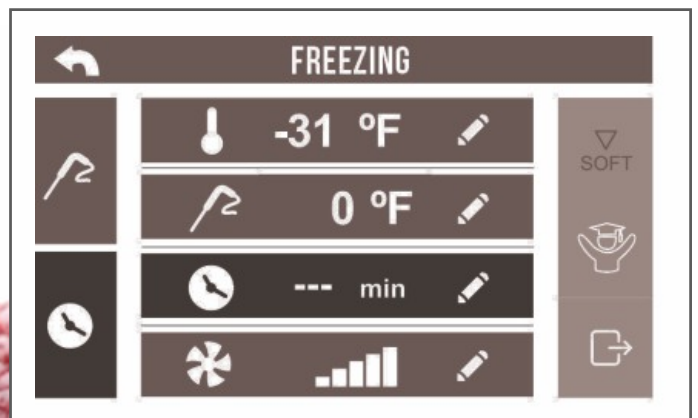 FREEZING
-31 ºF
SOFT
0 ºF
--- min